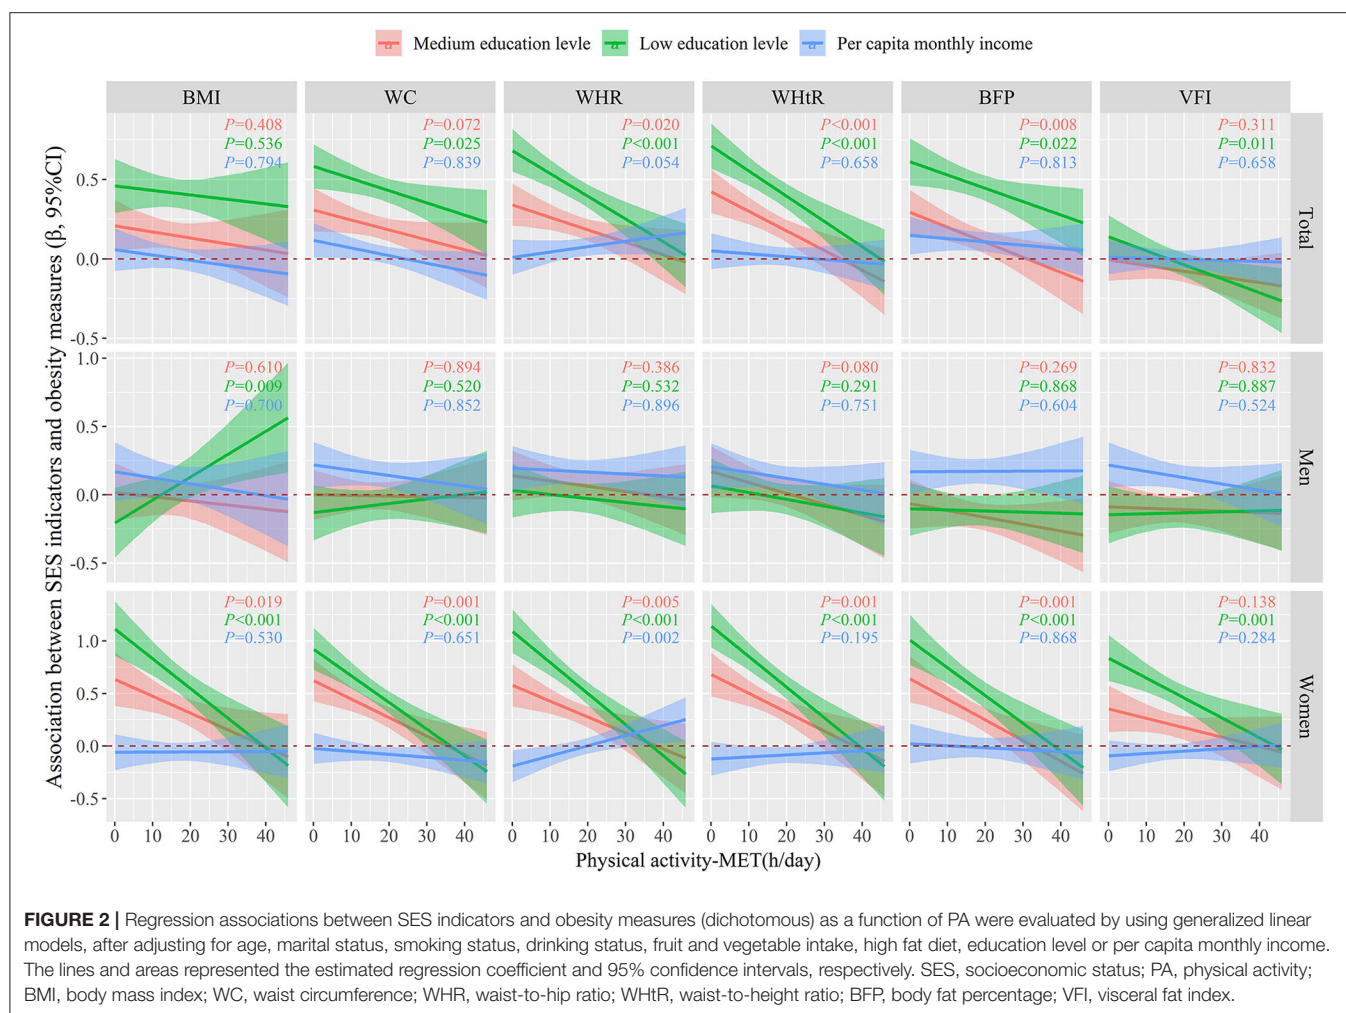 a Medium education levle a Low education levle a Per capita monthly income
BMI WC WHR WHtR BFP VFI
P=0.408 P=0.072 P=0.020 P<0.001 P=0.008 P=0.311
P=0.536 P=0.025 P<0.001 P<0.001 P=0.022 P=0.011
P=0.794 P=0.839 P=0.054 P=0.658 P=0.813 P=0.658
0.5
0.0
-0.5
Total
P=0.610 P=0.894 P=0.386 P=0.080 P=0.269 P=0.832
P=0.009 P=0.520 P=0.532 P=0.291 P=0.868 P=0.887
P=0.700 P=0.852 P=0.896 P=0.751 P=0.604 P=0.524
1.0
0.5
0.0
-0.5
Men
P=0.019 P=0.001 P=0.005 P=0.001 P=0.001 P=0.138
P<0.001 P<0.001 P<0.001 P<0.001 P<0.001 P=0.001
P=0.530 P=0.651 P=0.002 P=0.195 P=0.868 P=0.284
1.0
0.5
0.0
-0.5
Women
Association between SES indicators and obesity measures (β, 95%CI)
0 10 20 30 40 0 10 20 30 40 0 10 20 30 40 0 10 20 30 40 0 10 20 30 40 0 10 20 30 40
Physical activity-MET(h/day)
FIGURE 2 | Regression associations between SES indicators and obesity measures (dichotomous) as a function of PA were evaluated by using generalized linear
models, after adjusting for age, marital status, smoking status, drinking status, fruit and vegetable intake, high fat diet, education level or per capita monthly income.
The lines and areas represented the estimated regression coefficient and 95% confidence intervals, respectively. SES, socioeconomic status; PA, physical activity;
BMI, body mass index; WC, waist circumference; WHR, waist-to-hip ratio; WHtR, waist-to-height ratio; BFP, body fat percentage; VFI, visceral fat index.